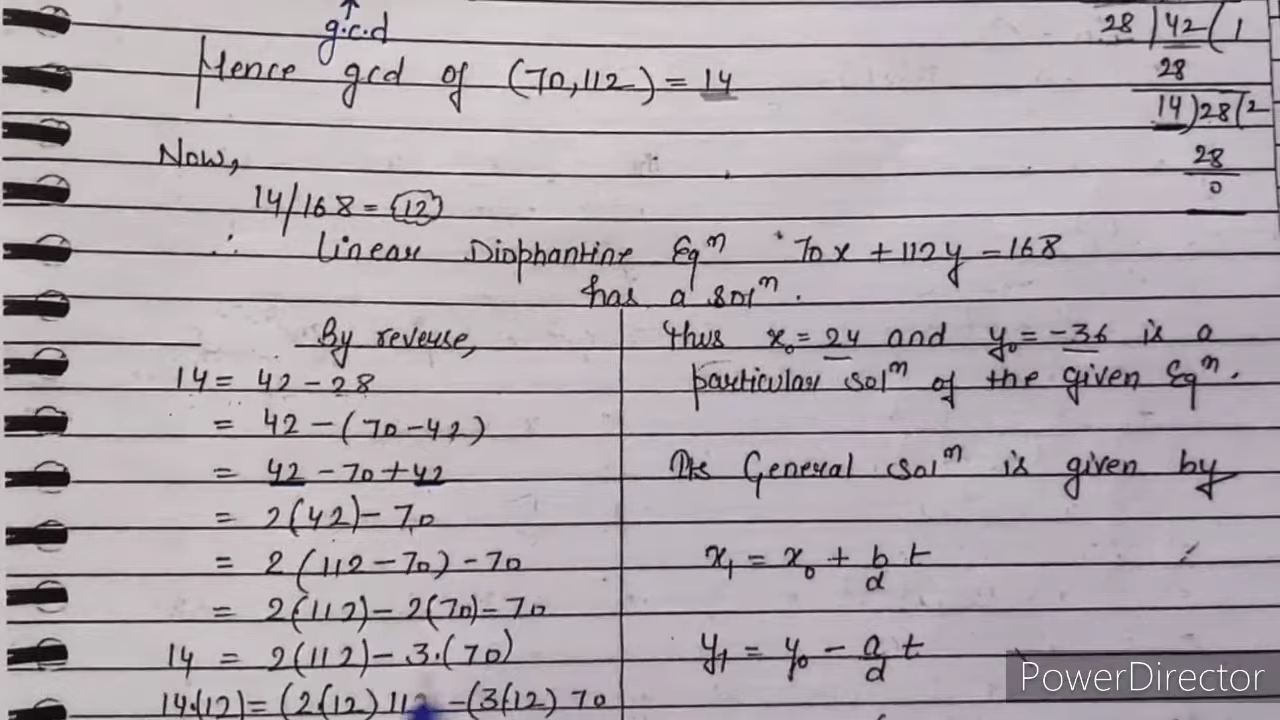 g.c.d
Hence gcd of (70,112) = 14
28 | 42 ( 1
28
14 ) 28 ( 2
28
0
Now,
14/168 = 12
∴ Linear Diophantine Eqⁿ 70x + 112y = 168
has a solⁿ.
By reverse,
14 = 42 - 28
= 42 - (70 - 42)
= 42 - 70 + 42
= 2(42) - 70
= 2(112 - 70) - 70
= 2(112) - 2(70) - 70
14 = 2(112) - 3.(70)
14.(12) = (2(12) 112 - (3(12) 70
Thus x₀ = 24 and y₀ = -36 is a
particular solⁿ of the given Eqⁿ.
Its General solⁿ is given by
x₁ = x₀ + b/d t
y₁ = y₀ - a/d t
PowerDirector